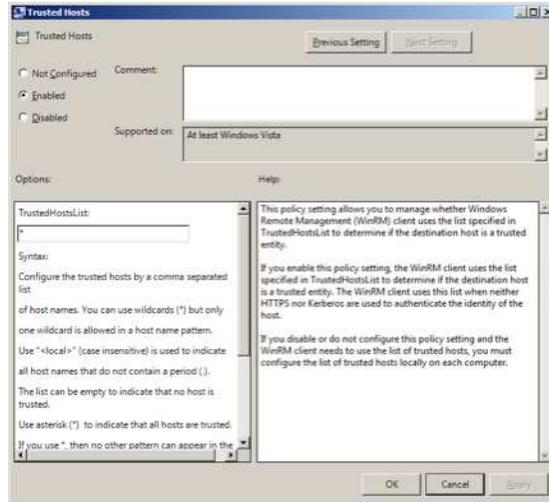 Trusted Hosts
Trusted Hosts
Previous Setting
Next Setting
Not Configured
Comment:
Enabled
Disabled
Supported on:
At least Windows Vista
Options:
Help:
TrustedHostsList:
*
Syntax:
Configure the trusted hosts by a comma separated
list
of host names. You can use wildcards (*) but only
one wildcard is allowed in a host name pattern.
Use "<local>" (case insensitive) is used to indicate
all host names that do not contain a period (.).
The list can be empty to indicate that no host is
trusted.
Use asterisk (*) to indicate that all hosts are trusted.
If you use *, then no other pattern can appear in the
This policy setting allows you to manage whether Windows
Remote Management (WinRM) client uses the list specified in
TrustedHostsList to determine if the destination host is a trusted
entity.
If you enable this policy setting, the WinRM client uses the list
specified in TrustedHostsList to determine if the destination host
is a trusted entity. The WinRM client uses this list when neither
HTTPS nor Kerberos are used to authenticate the identity of the
host.
If you disable or do not configure this policy setting and the
WinRM client needs to use the list of trusted hosts, you must
configure the list of trusted hosts locally on each computer.
OK
Cancel
Apply